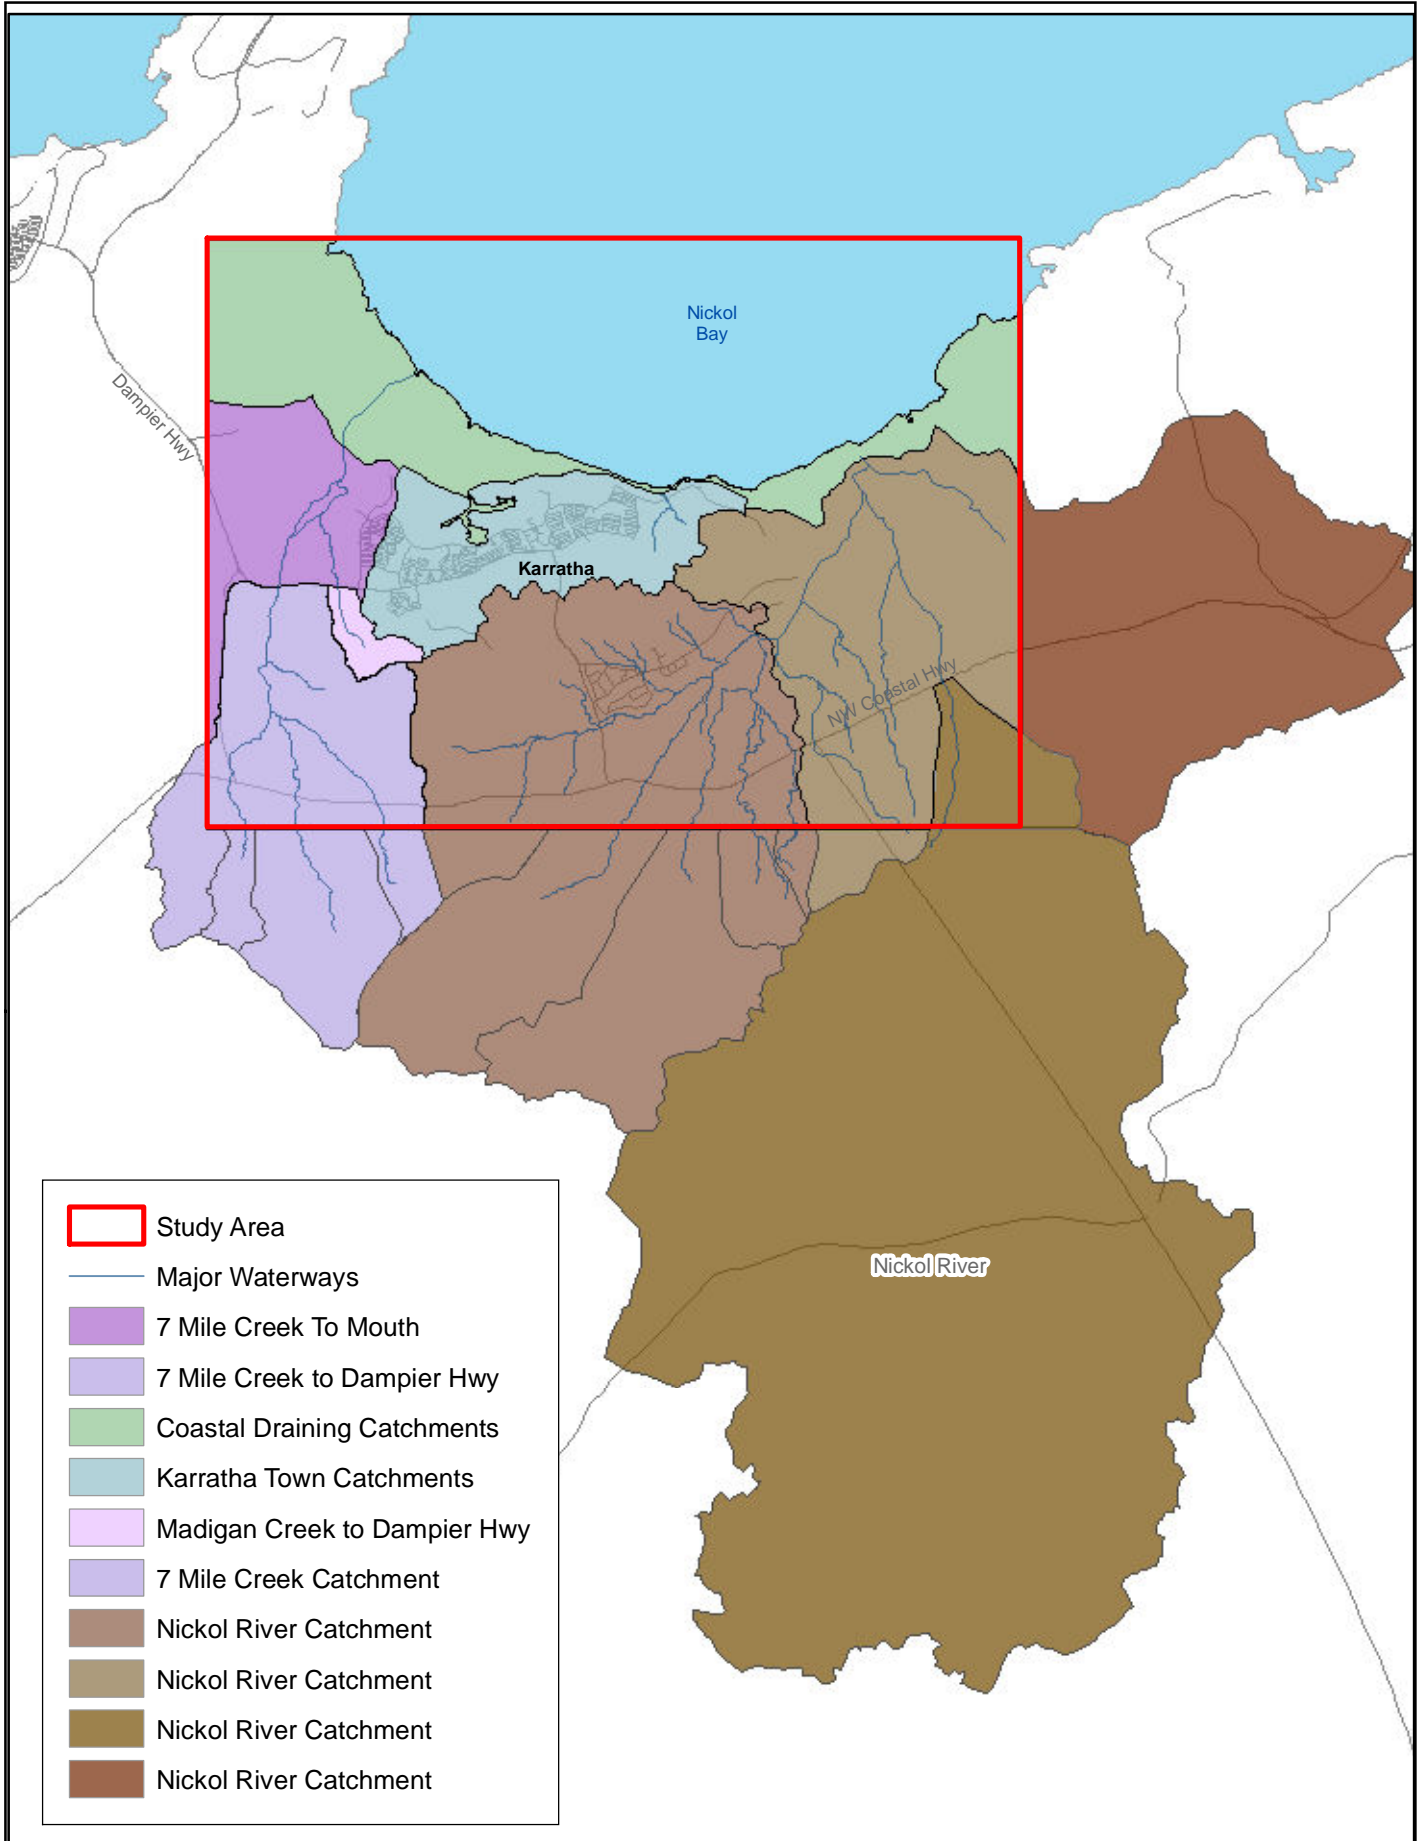 Nickol
Bay
Dampier Hwy
Karratha
NW Coastal Hwy
Nickol River
Study Area
Major Waterways
7 Mile Creek To Mouth
7 Mile Creek to Dampier Hwy
Coastal Draining Catchments
Karratha Town Catchments
Madigan Creek to Dampier Hwy
7 Mile Creek Catchment
Nickol River Catchment
Nickol River Catchment
Nickol River Catchment
Nickol River Catchment